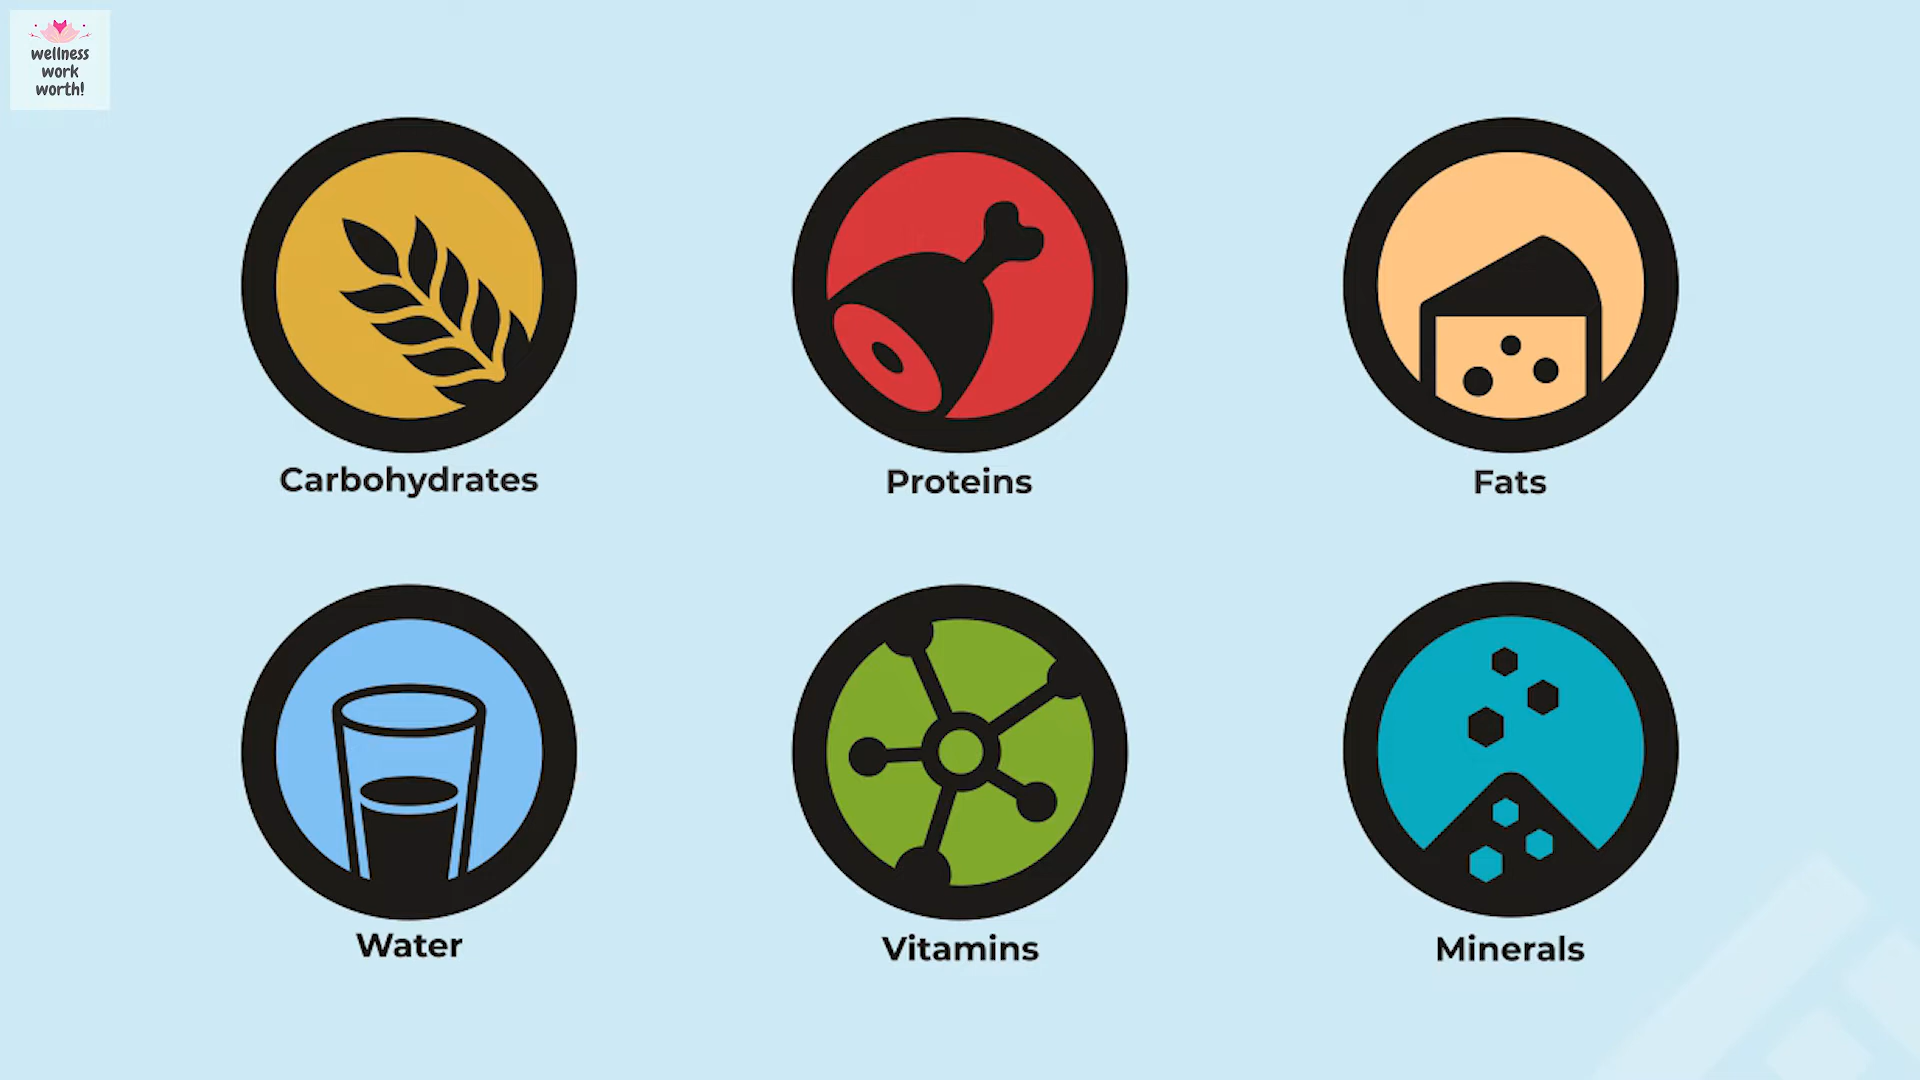 wellness
work
worth!
Carbohydrates
Proteins
Fats
Water
Vitamins
Minerals